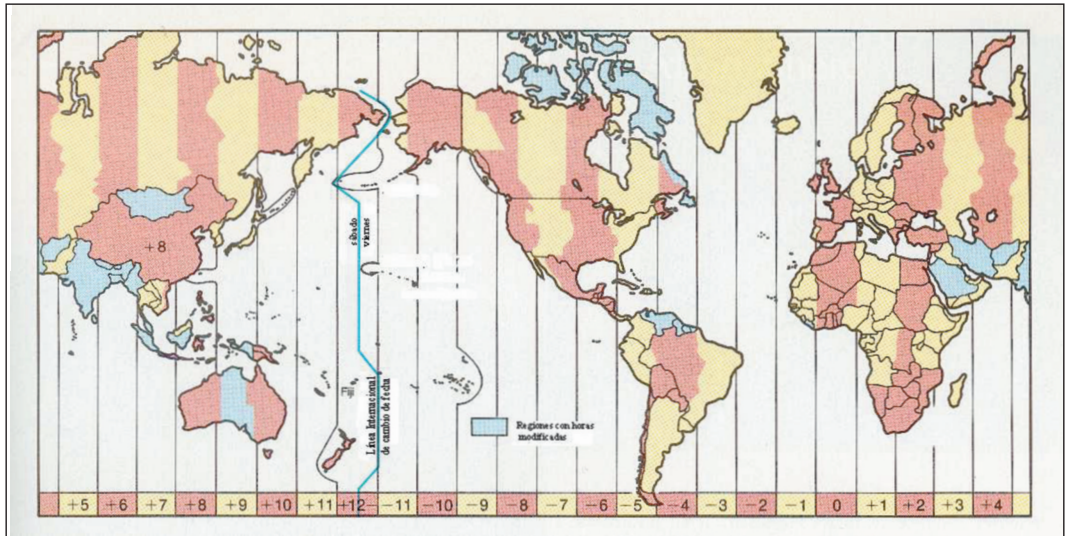 +8
sábado
viernes
Línea Internacional
de cambio de fecha
Regiones con horas
modificadas
+5 +6 +7 +8 +9 +10 +11 +12 -11 -10 -9 -8 -7 -6 -5 -4 -3 -2 -1 0 +1 +2 +3 +4